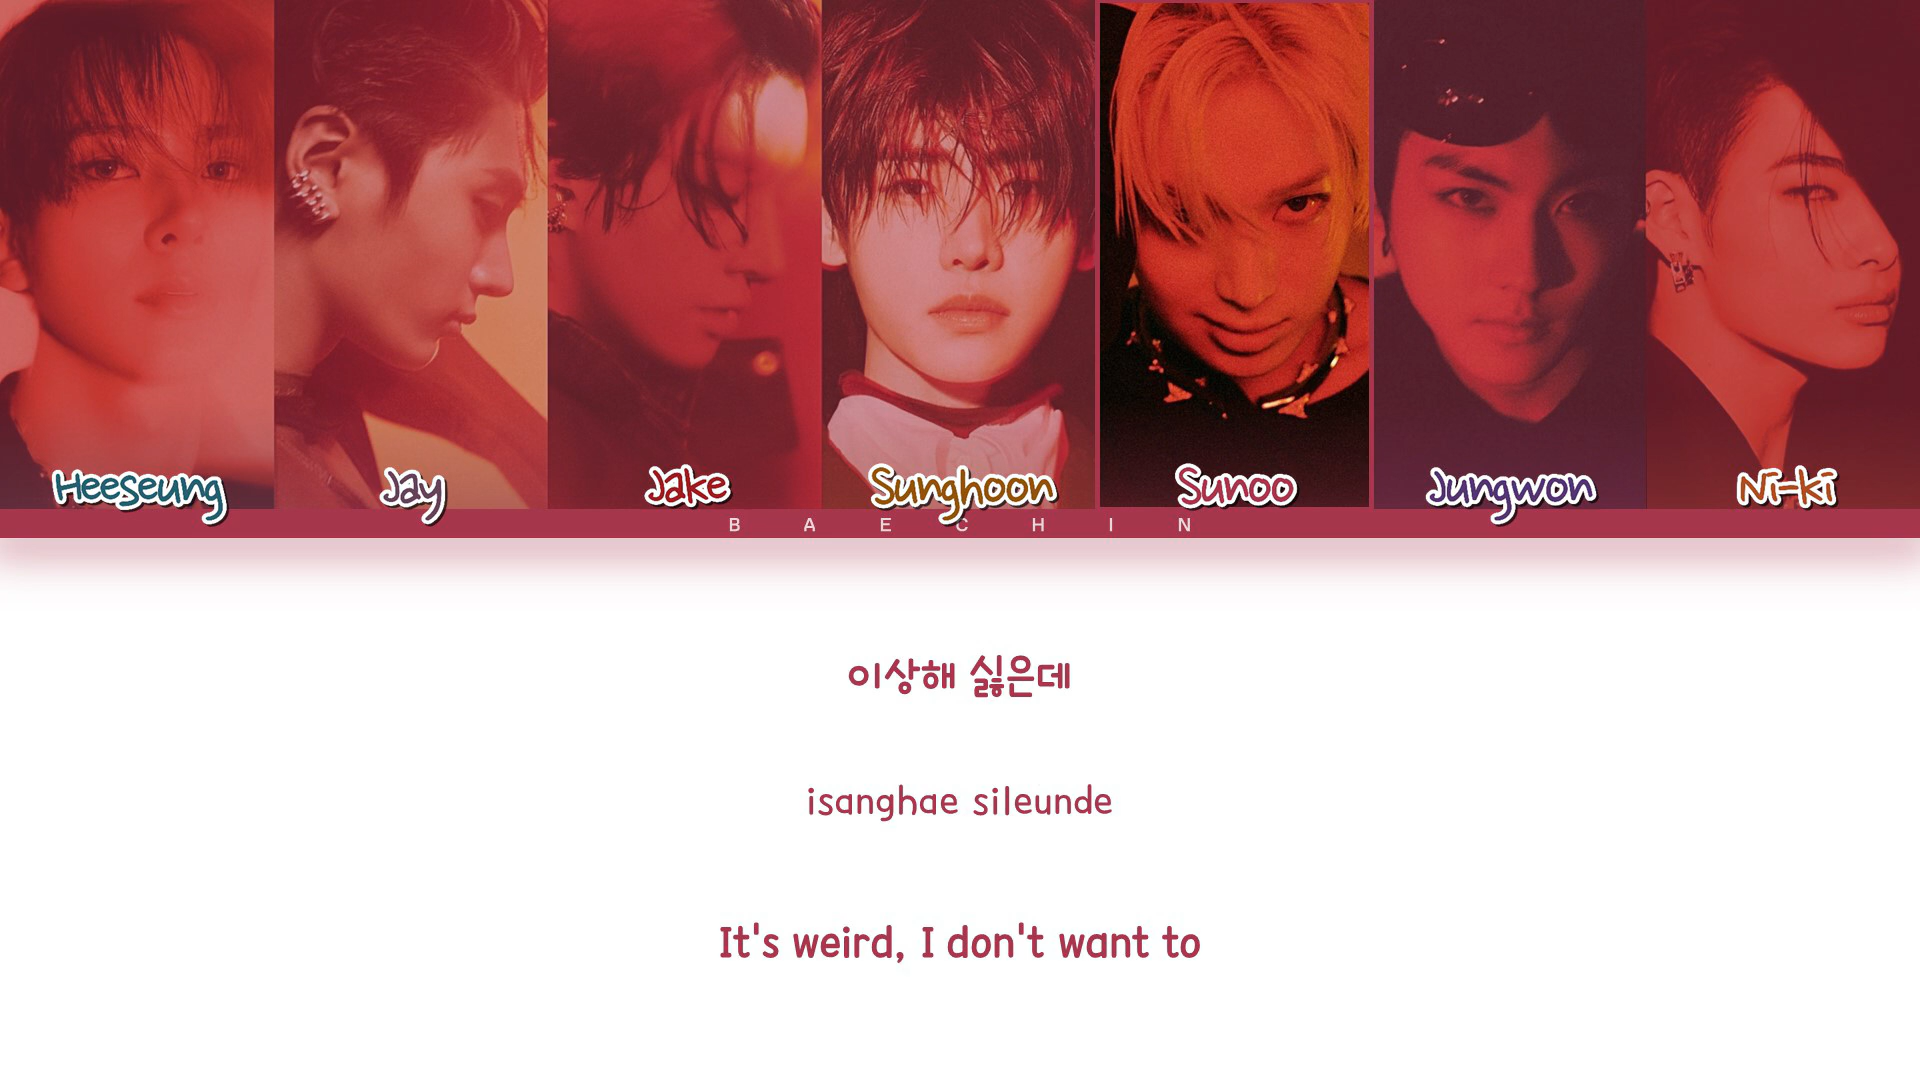 Heeseung Jay Jake Sunghoon Sunoo Jungwon Ni-ki
BAECHIN
이상해 싫은데
isanghae sileunde
It's weird, I don't want to